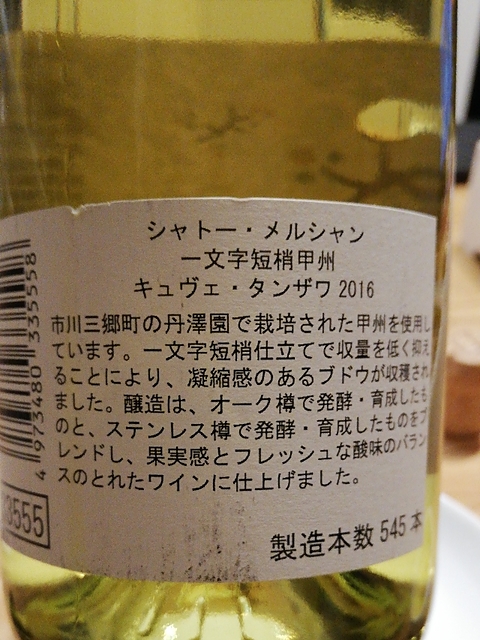 シャトー・メルシャン
一文字短梢甲州
キュヴェ・タンザワ 2016
市川三郷町の丹澤園で栽培された甲州を使用し
ています。一文字短梢仕立てで収量を低く抑え
ることにより、凝縮感のあるブドウが収穫され
ました。醸造は、オーク樽で発酵・育成したも
のと、ステンレス樽で発酵・育成したものをブ
レンドし、果実感とフレッシュな酸味のバラン
スのとれたワインに仕上げました。
製造本数 545 本
4 973480 335558
3555